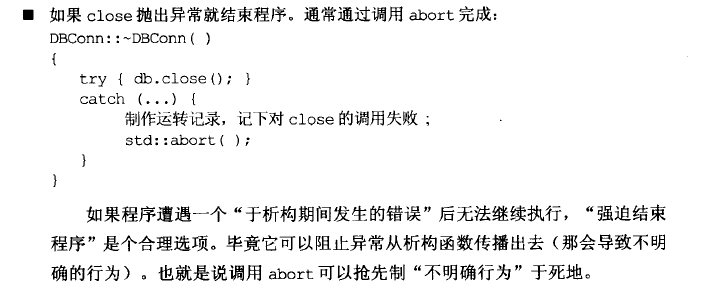 ■ 如果 close 抛出异常就结束程序。通常通过调用 abort 完成:
DBConn::~DBConn( )
{
try { db.close(); }
catch (...) {
制作运转记录,记下对 close 的调用失败;
std::abort( );
}
}
如果程序遭遇一个“于析构期间发生的错误”后无法继续执行,“强迫结束
程序”是个合理选项。毕竟它可以阻止异常从析构函数传播出去(那会导致不明
确的行为)。也就是说调用 abort 可以抢先制“不明确行为”于死地。